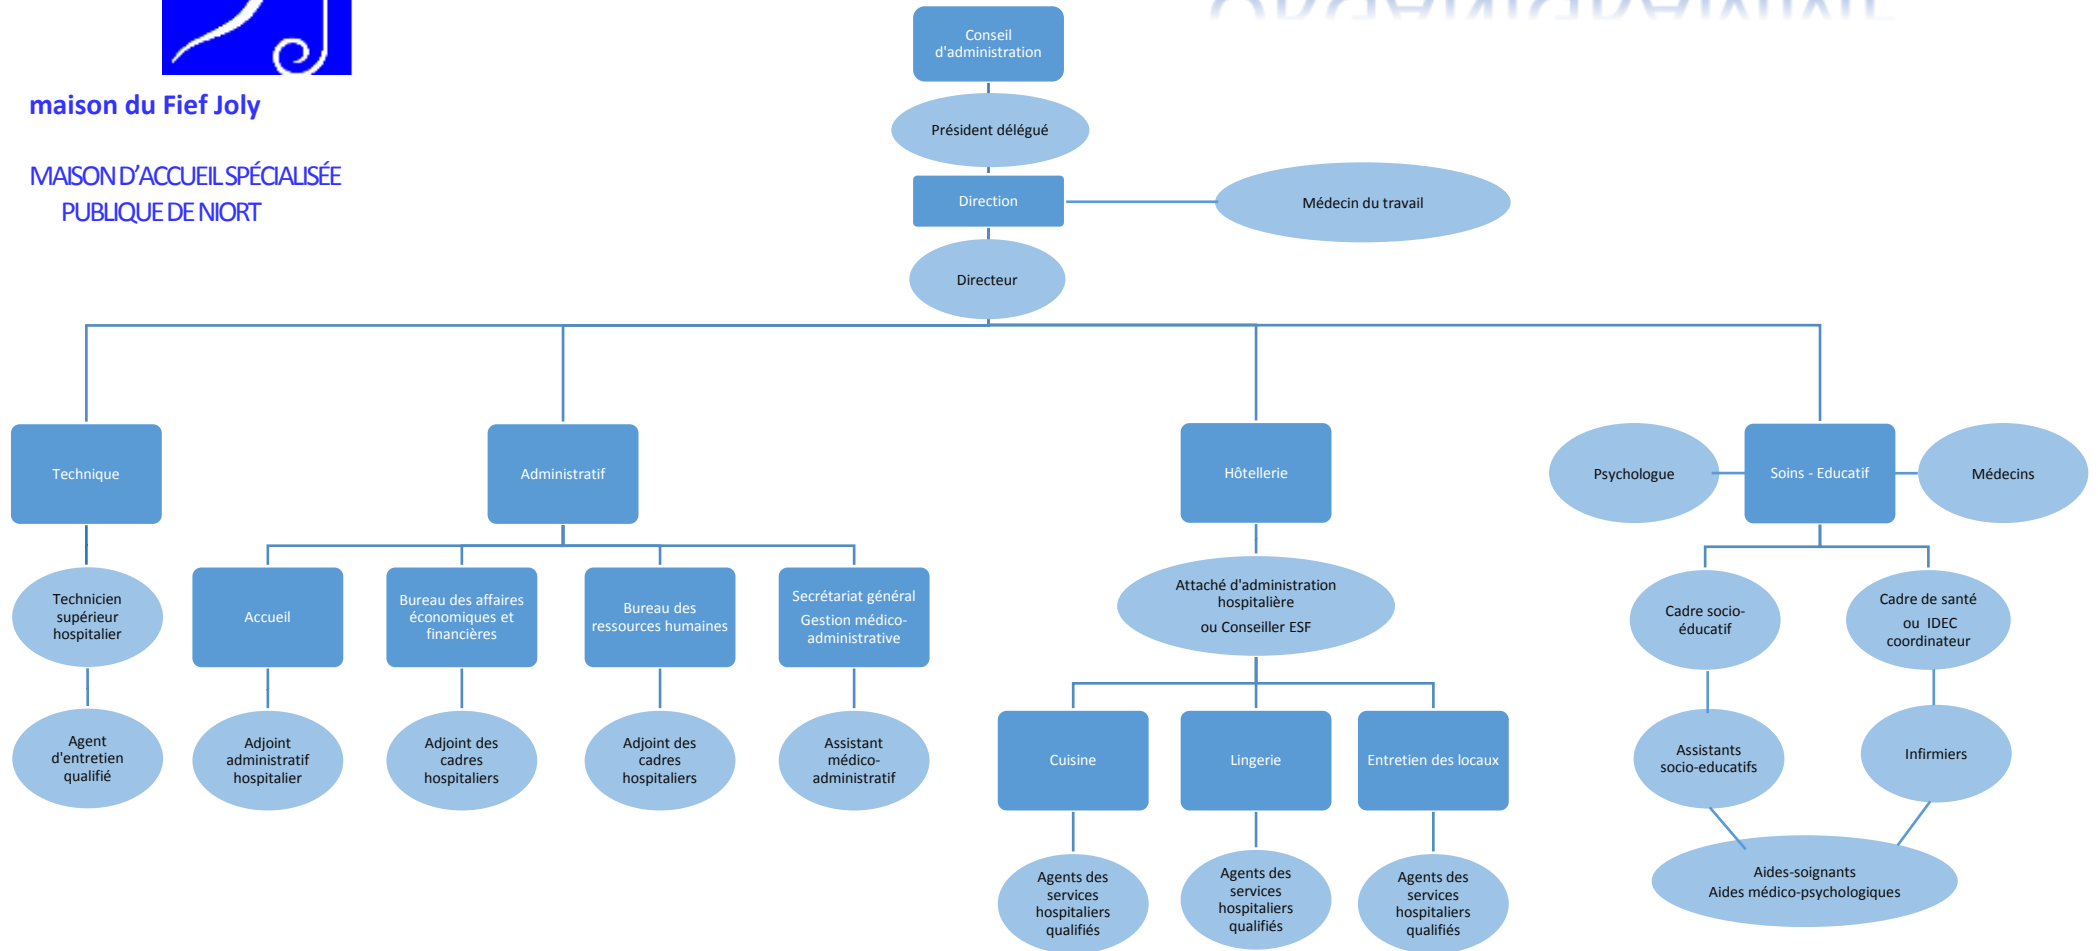 maison du Fief Joly
MAISON D'ACCUEIL SPÉCIALISÉE
PUBLIQUE DE NIORT
Conseil
d'administration
Président délégué
Direction
Médecin du travail
Directeur
Technique
Administratif
Hôtellerie
Psychologue
Soins - Educatif
Médecins
Technicien
supérieur
hospitalier
Accueil
Bureau des affaires
économiques et
financières
Bureau des
ressources humaines
Secrétariat général
Gestion médico-
administrative
Attaché d'administration
hospitalière
ou Conseiller ESF
Cadre socio-
éducatif
Cadre de santé
ou IDEC
coordinateur
Agent
d'entretien
qualifié
Adjoint
administratif
hospitalier
Adjoint des
cadres
hospitaliers
Adjoint des
cadres
hospitaliers
Assistant
médico-
administratif
Cuisine
Lingerie
Entretien des locaux
Assistants
socio-educatifs
Infirmiers
Agents des
services
hospitaliers
qualifiés
Agents des
services
hospitaliers
qualifiés
Agents des
services
hospitaliers
qualifiés
Aides-soignants
Aides médico-psychologiques